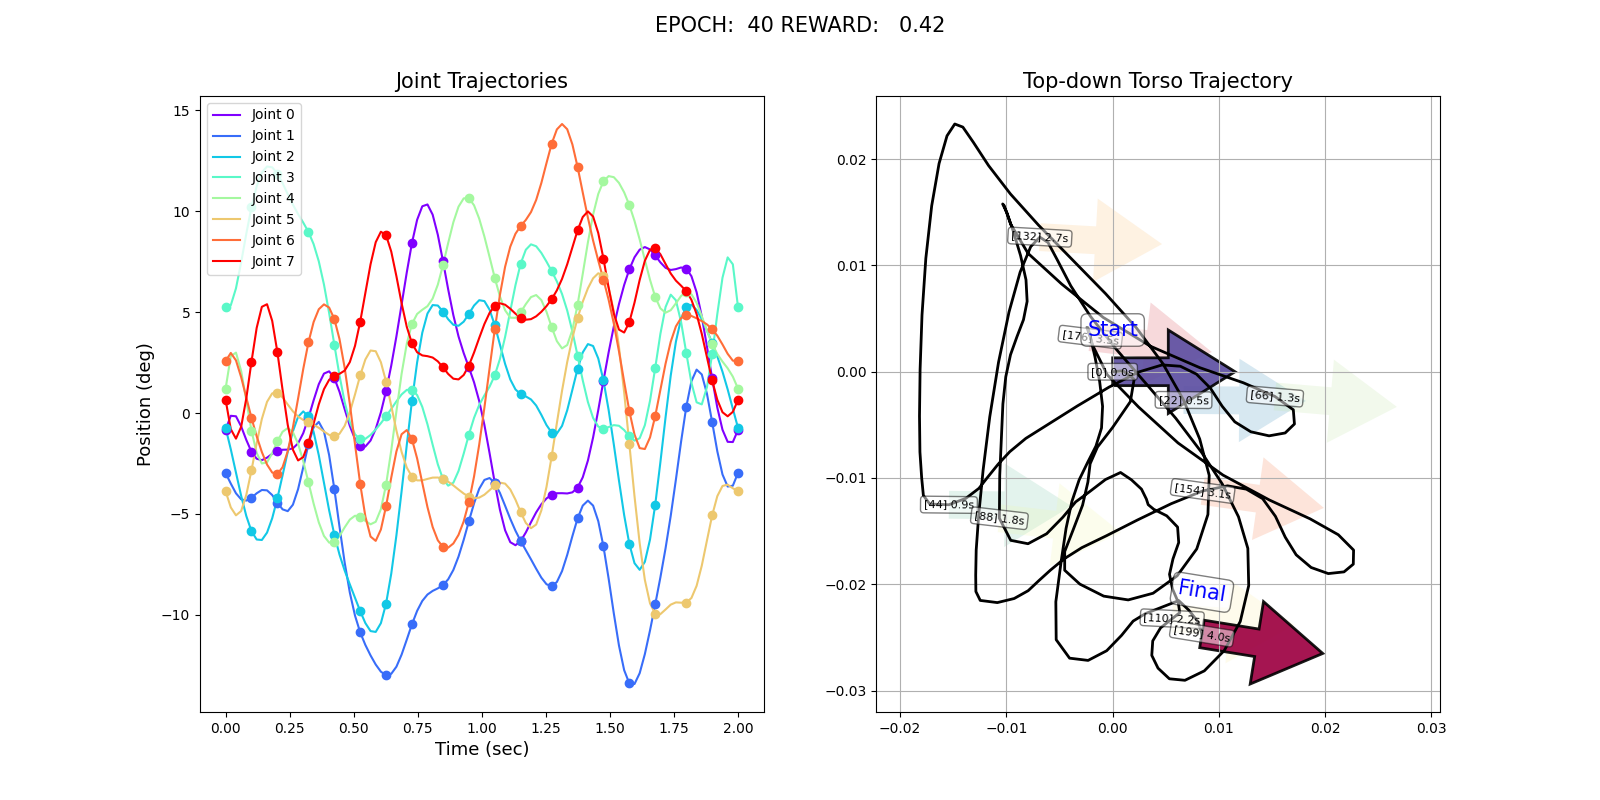 EPOCH:  40 REWARD:   0.42
Joint Trajectories
Position (deg)
15
10
5
0
−5
−10
Joint 0
Joint 1
Joint 2
Joint 3
Joint 4
Joint 5
Joint 6
Joint 7
0.00
0.25
0.50
0.75
1.00
1.25
1.50
1.75
2.00
Time (sec)
Top-down Torso Trajectory
0.02
0.01
0.00
−0.01
−0.02
−0.03
[132] 2.7s
Start
[176] 3.5s
[0] 0.0s
[22] 0.5s
[66] 1.3s
[44] 0.9s
[88] 1.8s
[154] 3.1s
Final
[110] 2.2s
[199] 4.0s
−0.02
−0.01
0.00
0.01
0.02
0.03